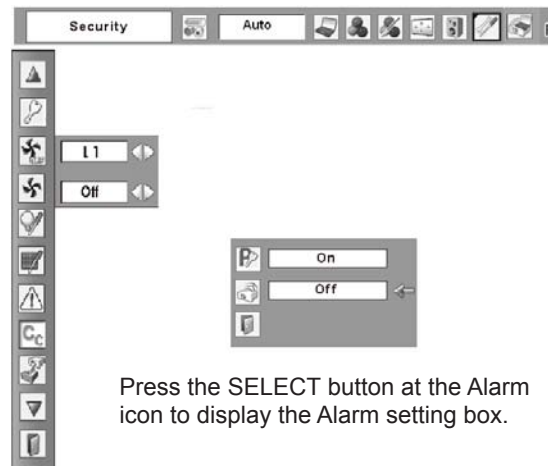 Security
Auto
L1
Off
On
Off
Cc
Press the SELECT button at the Alarm
icon to display the Alarm setting box.